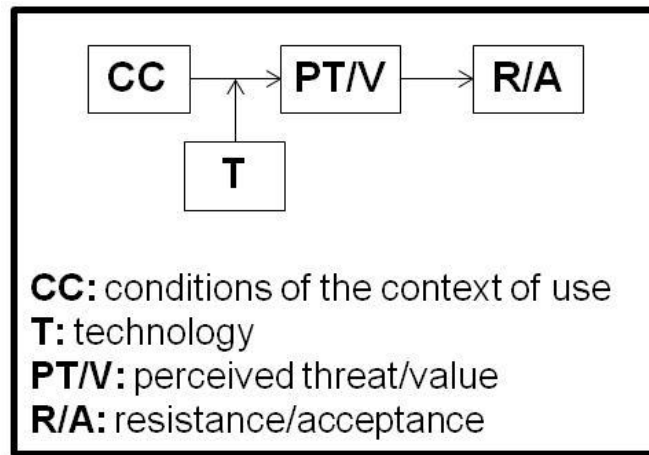 CC
PT/V
R/A
T
CC: conditions of the context of use
T: technology
PT/V: perceived threat/value
R/A: resistance/acceptance